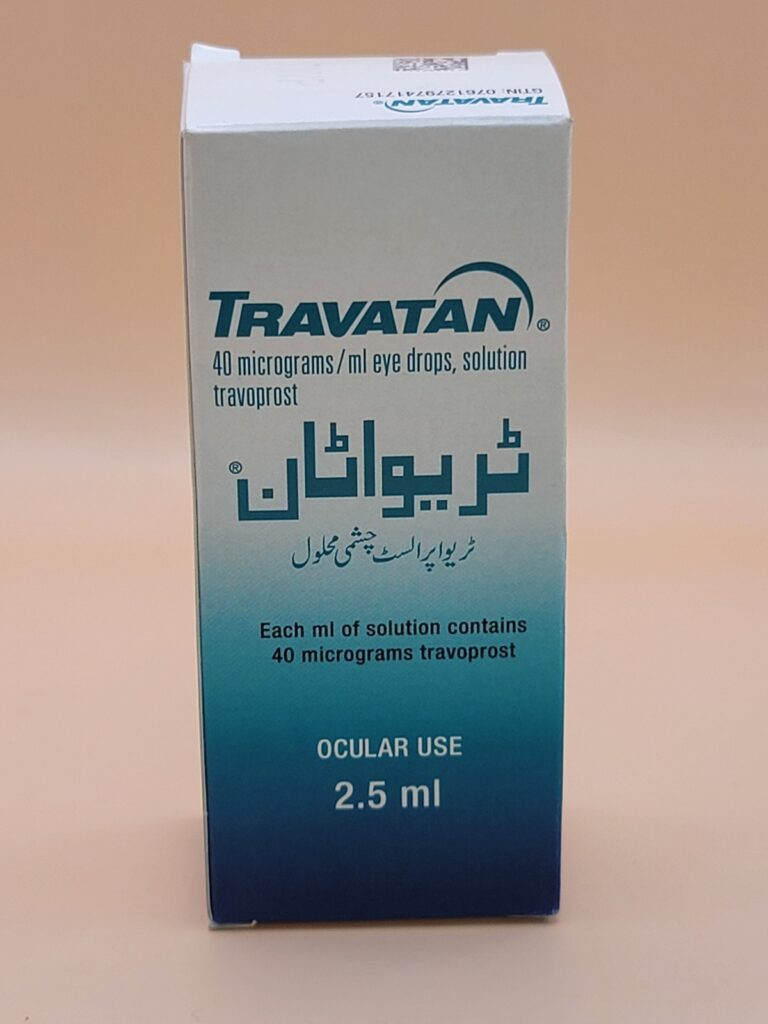 TRAVATAN®
GTIN: 07612797417157
TRAVATAN®
40 micrograms/ml eye drops, solution
travoprost
ٹریواٹان®
ٹریواپراسٹ چشمی محلول
Each ml of solution contains
40 micrograms travoprost
OCULAR USE
2.5 ml